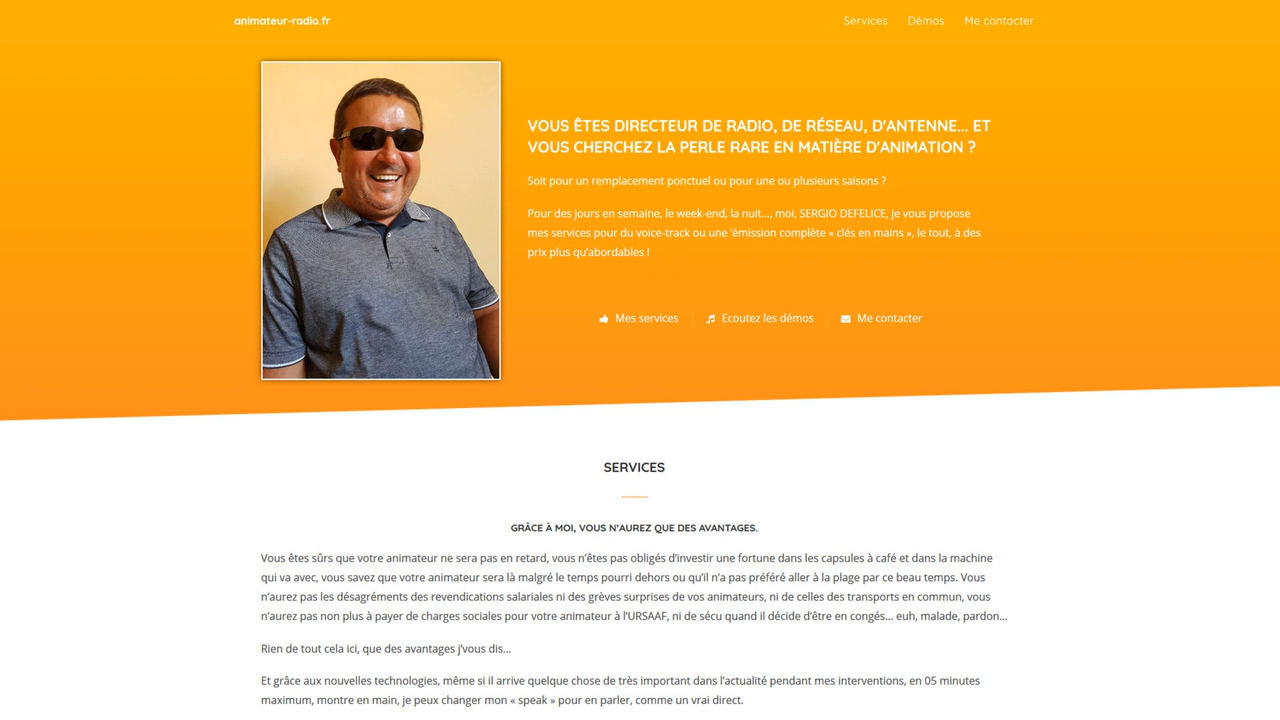 animateur-radio.fr
Services
Démos
Me contacter
VOUS ÊTES DIRECTEUR DE RADIO, DE RÉSEAU, D'ANTENNE... ET
VOUS CHERCHEZ LA PERLE RARE EN MATIÈRE D'ANIMATION ?
Soit pour un remplacement ponctuel ou pour une ou plusieurs saisons ?
Pour des jours en semaine, le week-end, la nuit..., moi, SERGIO DEFELICE, je vous propose
mes services pour du voice-track ou une 'émission complète « clés en mains », le tout, à des
prix plus qu'abordables !
Mes services
Ecoutez les démos
Me contacter
SERVICES
GRÂCE À MOI, VOUS N'AUREZ QUE DES AVANTAGES.
Vous êtes sûrs que votre animateur ne sera pas en retard, vous n'êtes pas obligés d'investir une fortune dans les capsules à café et dans la machine
qui va avec, vous savez que votre animateur sera là malgré le temps pourri dehors ou qu'il n'a pas préféré aller à la plage par ce beau temps. Vous
n'aurez pas les désagréments des revendications salariales ni des grèves surprises de vos animateurs, ni de celles des transports en commun, vous
n'aurez pas non plus à payer de charges sociales pour votre animateur à l'URSAAF, ni de sécu quand il décide d'être en congés... euh, malade, pardon...
Rien de tout cela ici, que des avantages j'vous dis...
Et grâce aux nouvelles technologies, même si il arrive quelque chose de très important dans l'actualité pendant mes interventions, en 05 minutes
maximum, montre en main, je peux changer mon « speak » pour en parler, comme un vrai direct.